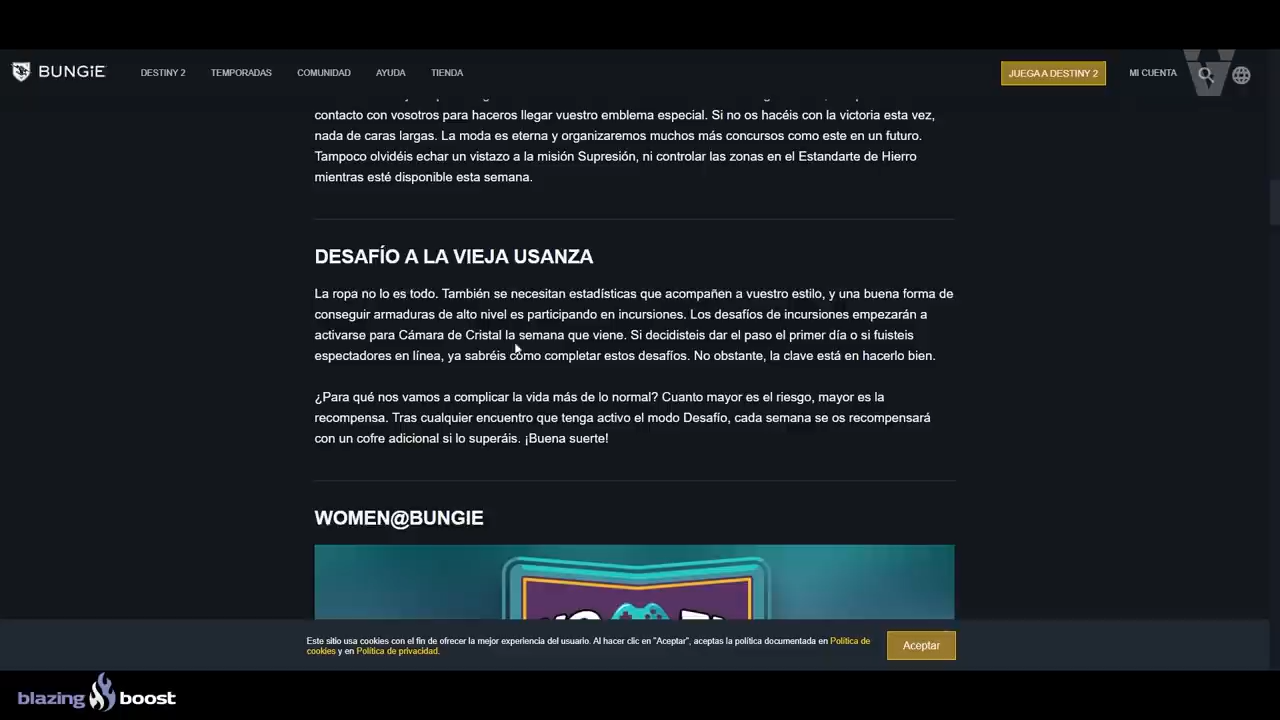 BUNGiE
DESTINY 2
TEMPORADAS
COMUNIDAD
AYUDA
TIENDA
JUEGA A DESTINY 2
MI CUENTA
contacto con vosotros para haceros llegar vuestro emblema especial. Si no os hacéis con la victoria esta vez,
nada de caras largas. La moda es eterna y organizaremos muchos más concursos como este en un futuro.
Tampoco olvidéis echar un vistazo a la misión Supresión, ni controlar las zonas en el Estandarte de Hierro
mientras esté disponible esta semana.
DESAFÍO A LA VIEJA USANZA
La ropa no lo es todo. También se necesitan estadísticas que acompañen a vuestro estilo, y una buena forma de
conseguir armaduras de alto nivel es participando en incursiones. Los desafíos de incursiones empezarán a
activarse para Cámara de Cristal la semana que viene. Si decidisteis dar el paso el primer día o si fuisteis
espectadores en línea, ya sabréis cómo completar estos desafíos. No obstante, la clave está en hacerlo bien.
¿Para qué nos vamos a complicar la vida más de lo normal? Cuanto mayor es el riesgo, mayor es la
recompensa. Tras cualquier encuentro que tenga activo el modo Desafío, cada semana se os recompensará
con un cofre adicional si lo superáis. ¡Buena suerte!
WOMEN@BUNGIE
Este sitio usa cookies con el fin de ofrecer la mejor experiencia del usuario. Al hacer clic en "Aceptar", aceptas la política documentada en Política de
cookies y en Política de privacidad.
Aceptar
blazing boost